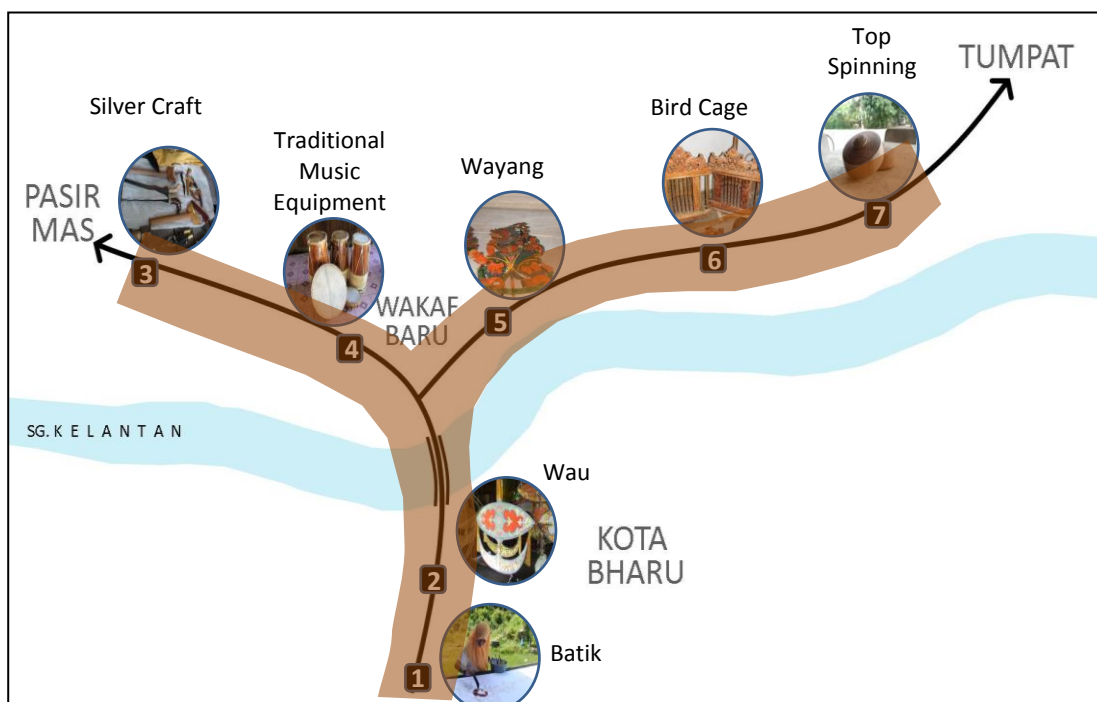 Top
Spinning
TUMPAT
Silver Craft
Bird Cage
Traditional
Music
Equipment
Wayang
PASIR
MAS
7
6
3
WAKAF
BARU
5
4
SG. K E L A N T A N
Wau
KOTA
BHARU
2
Batik
1